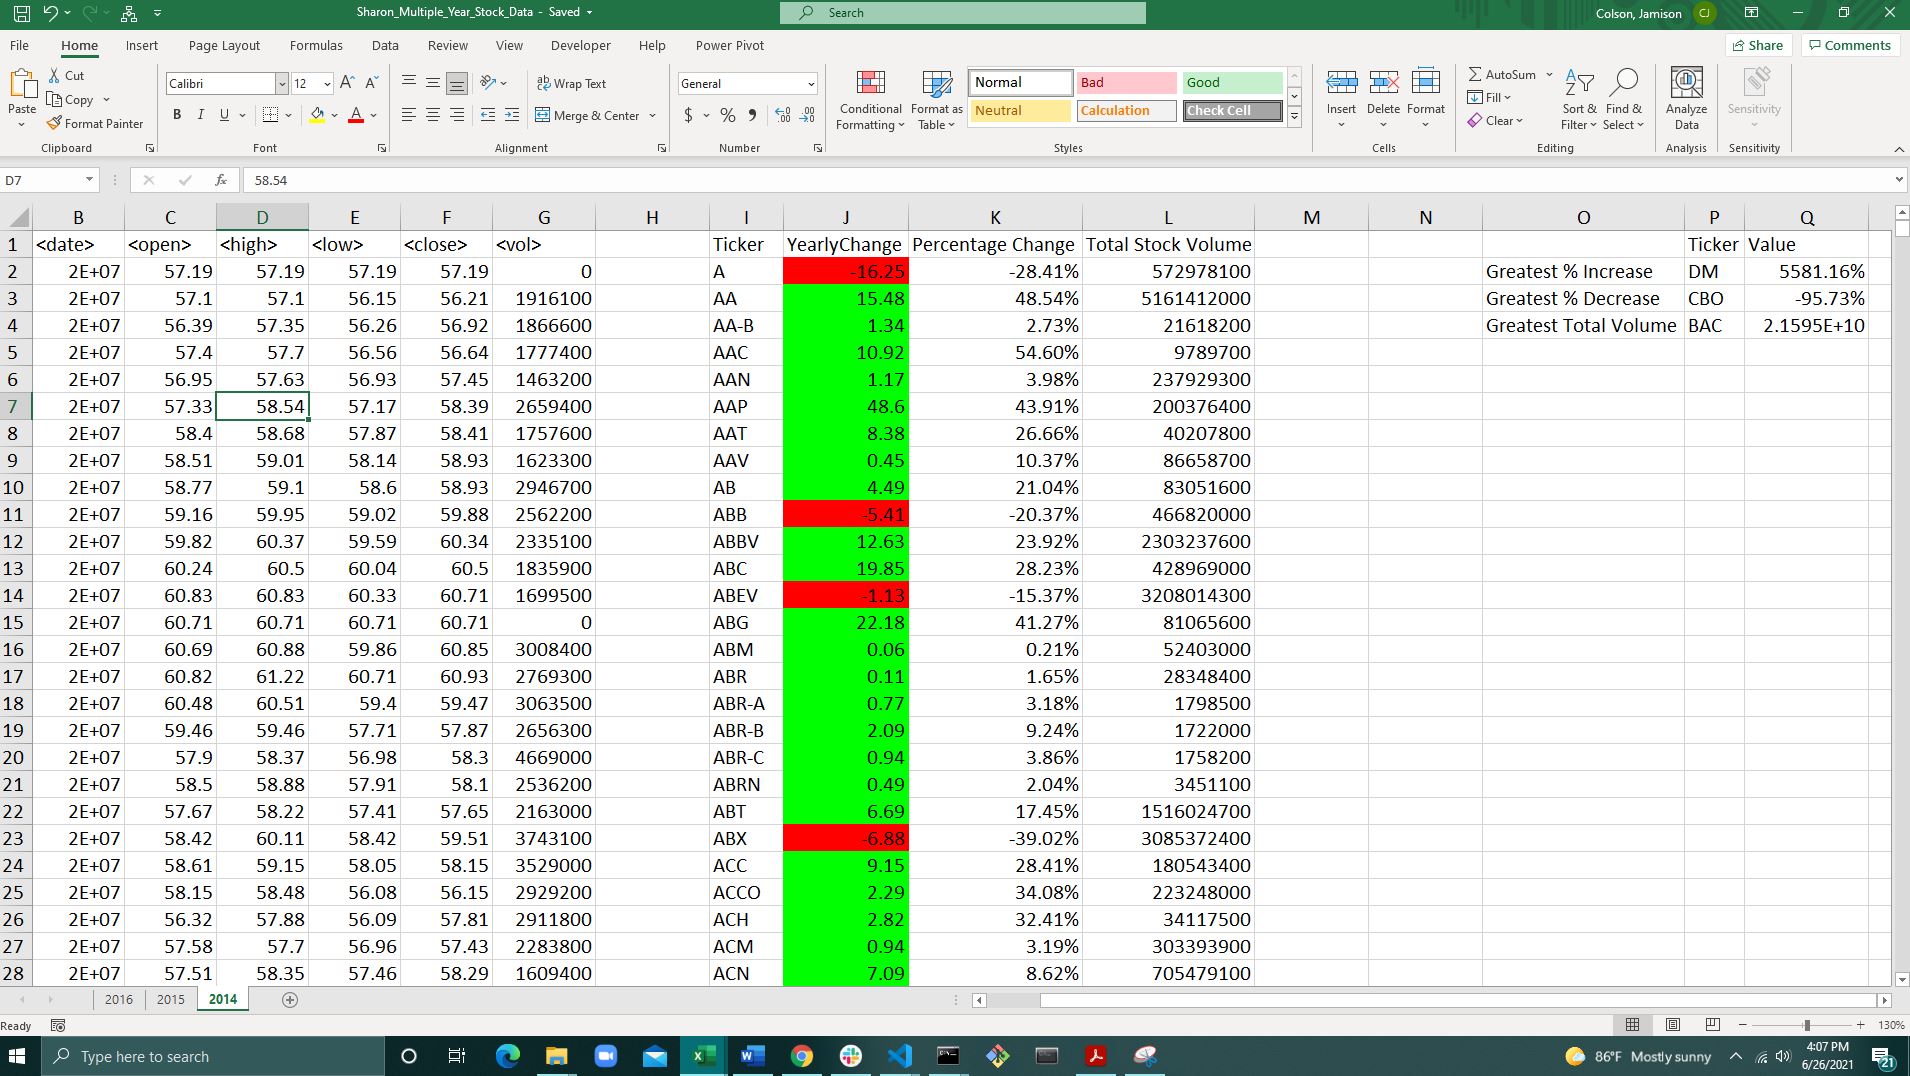 Sharon_Multiple_Year_Stock_Data - Saved
Search
Colson, Jamison CJ
File Home Insert Page Layout Formulas Data Review View Developer Help Power Pivot Share Comments
Paste Cut Copy Format Painter Clipboard
Calibri 12 B I U A Font
Wrap Text Merge & Center Alignment
General $ % Number
Conditional Formatting Format as Table Normal Bad Good Neutral Calculation Check Cell Styles
Insert Delete Format Cells
AutoSum Fill Clear Sort & Filter Find & Select Editing
Analyze Data Analysis
Sensitivity Sensitivity
D7 fx 58.54
B C D E F G H I J K L M N O P Q
1 <date> <open> <high> <low> <close> <vol> Ticker YearlyChange Percentage Change Total Stock Volume Ticker Value
2 2E+07 57.19 57.19 57.19 57.19 0 A -16.25 -28.41% 572978100 Greatest % Increase DM 5581.16%
3 2E+07 57.1 57.1 56.15 56.21 1916100 AA 15.48 48.54% 5161412000 Greatest % Decrease CBO -95.73%
4 2E+07 56.39 57.35 56.26 56.92 1866600 AA-B 1.34 2.73% 21618200 Greatest Total Volume BAC 2.1595E+10
5 2E+07 57.4 57.7 56.56 56.64 1777400 AAC 10.92 54.60% 9789700
6 2E+07 56.95 57.63 56.93 57.45 1463200 AAN 1.17 3.98% 237929300
7 2E+07 57.33 58.54 57.17 58.39 2659400 AAP 48.6 43.91% 200376400
8 2E+07 58.4 58.68 57.87 58.41 1757600 AAT 8.38 26.66% 40207800
9 2E+07 58.51 59.01 58.14 58.93 1623300 AAV 0.45 10.37% 86658700
10 2E+07 58.77 59.1 58.6 58.93 2946700 AB 4.49 21.04% 83051600
11 2E+07 59.16 59.95 59.02 59.88 2562200 ABB -5.41 -20.37% 466820000
12 2E+07 59.82 60.37 59.59 60.34 2335100 ABBV 12.63 23.92% 2303237600
13 2E+07 60.24 60.5 60.04 60.5 1835900 ABC 19.85 28.23% 428969000
14 2E+07 60.83 60.83 60.33 60.71 1699500 ABEV -1.13 -15.37% 3208014300
15 2E+07 60.71 60.71 60.71 60.71 0 ABG 22.18 41.27% 81065600
16 2E+07 60.69 60.88 59.86 60.85 3008400 ABM 0.06 0.21% 52403000
17 2E+07 60.82 61.22 60.71 60.93 2769300 ABR 0.11 1.65% 28348400
18 2E+07 60.48 60.51 59.4 59.47 3063500 ABR-A 0.77 3.18% 1798500
19 2E+07 59.46 59.46 57.71 57.87 2656300 ABR-B 2.09 9.24% 1722000
20 2E+07 57.9 58.37 56.98 58.3 4669000 ABR-C 0.94 3.86% 1758200
21 2E+07 58.5 58.88 57.91 58.1 2536200 ABRN 0.49 2.04% 3451100
22 2E+07 57.67 58.22 57.41 57.65 2163000 ABT 6.69 17.45% 1516024700
23 2E+07 58.42 60.11 58.42 59.51 3743100 ABX -6.88 -39.02% 3085372400
24 2E+07 58.61 59.15 58.05 58.15 3529000 ACC 9.15 28.41% 180543400
25 2E+07 58.15 58.48 56.08 56.15 2929200 ACCO 2.29 34.08% 223248000
26 2E+07 56.32 57.88 56.09 57.81 2911800 ACH 2.82 32.41% 34117500
27 2E+07 57.58 57.7 56.96 57.43 2283800 ACM 0.94 3.19% 303393900
28 2E+07 57.51 58.35 57.46 58.29 1609400 ACN 7.09 8.62% 705479100
2016 2015 2014
Ready 130%
Type here to search 86°F Mostly sunny 4:07 PM
6/26/2021 21